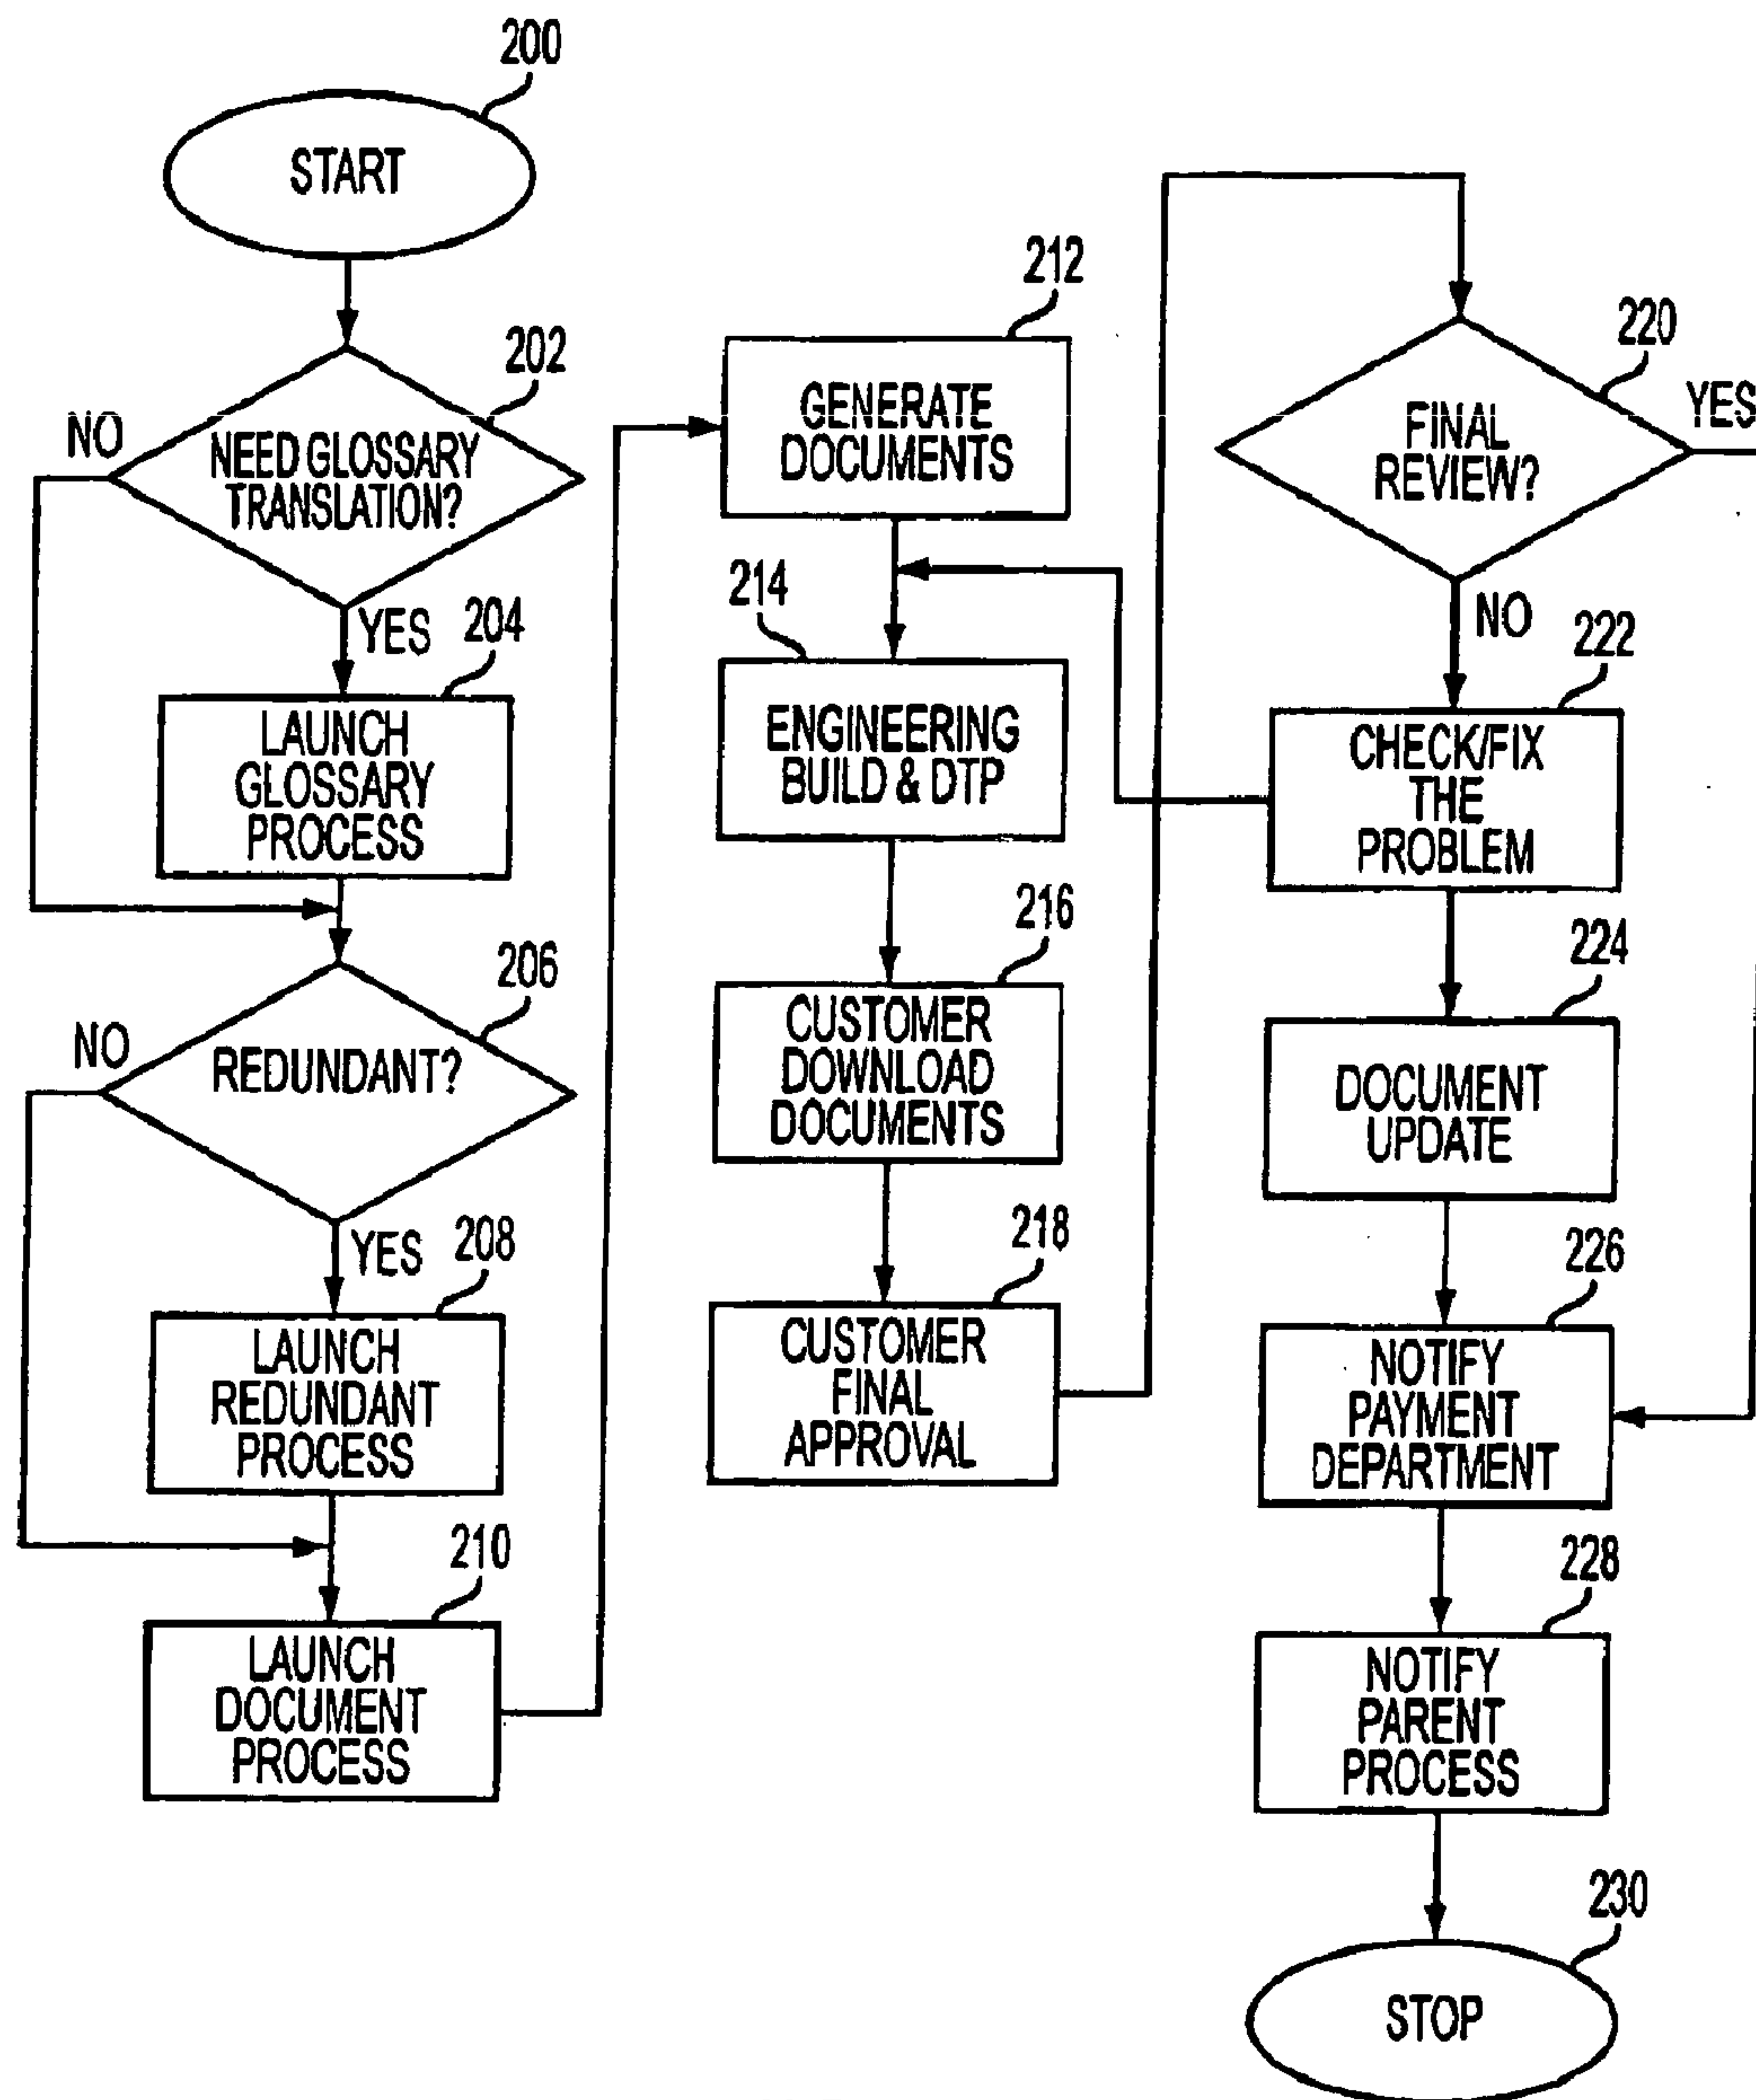 200
START
202
NO
NEED GLOSSARY
TRANSLATION?
YES
204
LAUNCH
GLOSSARY
PROCESS
206
NO
REDUNDANT?
YES
208
LAUNCH
REDUNDANT
PROCESS
210
LAUNCH
DOCUMENT
PROCESS
212
GENERATE
DOCUMENTS
214
ENGINEERING
BUILD & DTP
216
CUSTOMER
DOWNLOAD
DOCUMENTS
218
CUSTOMER
FINAL
APPROVAL
220
YES
FINAL
REVIEW?
NO
222
CHECK/FIX
THE
PROBLEM
224
DOCUMENT
UPDATE
226
NOTIFY
PAYMENT
DEPARTMENT
228
NOTIFY
PARENT
PROCESS
230
STOP